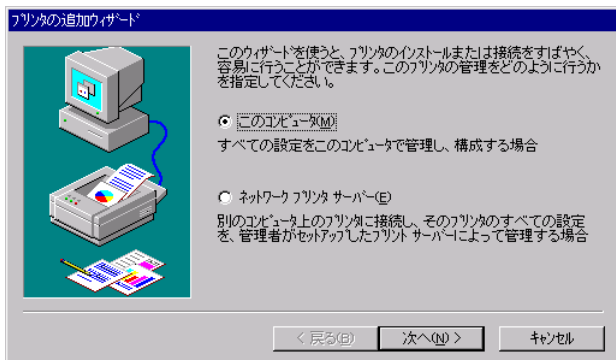 プリンタの追加ウィザード
このウィザードを使うと、プリンタのインストールまたは接続をすばやく、
容易に行うことができます。このプリンタの管理をどのように行うか
を指定してください。
このコンピュータ(M)
すべての設定をこのコンピュータで管理し、構成する場合
ネットワーク プリンタ サーバー(E)
別のコンピュータ上のプリンタに接続し、そのプリンタのすべての設定
を、管理者がセットアップしたプリント サーバーによって管理する場合
< 戻る(B)
次へ(N) >
キャンセル